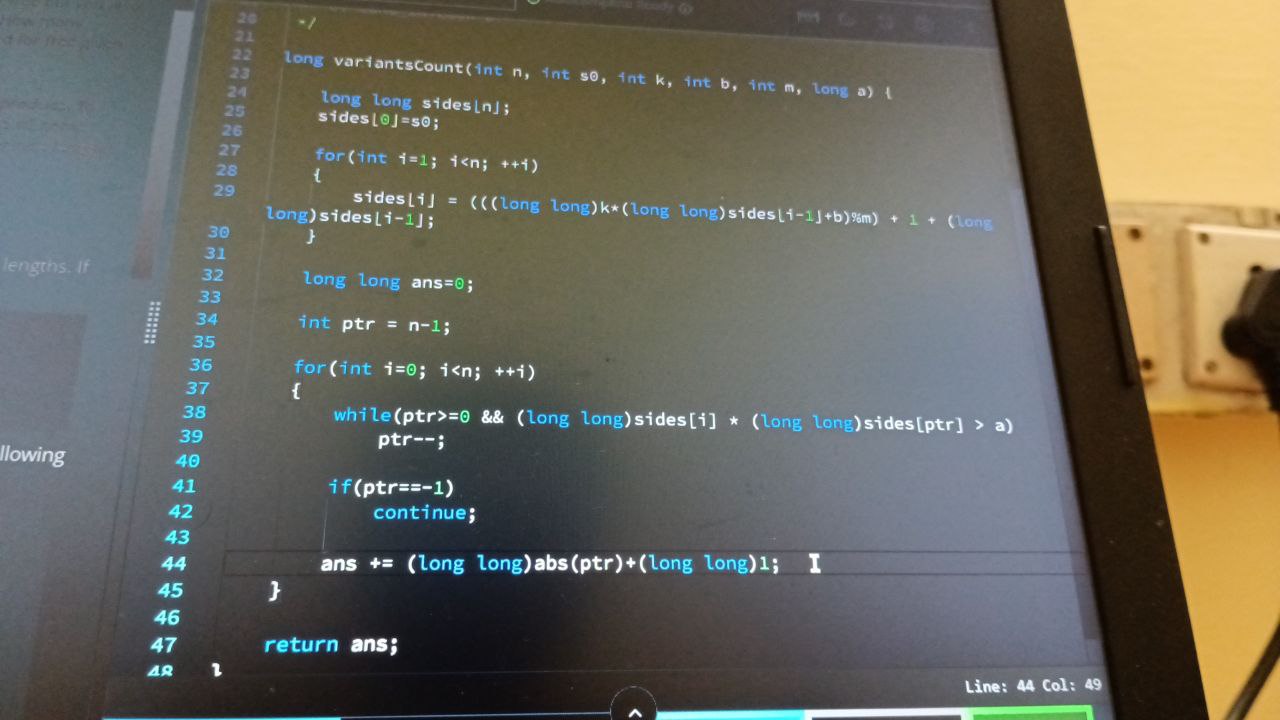 20
*/
21
22
long variantsCount(int n, int s0, int k, int b, int m, long a) {
23
24
long long sides[n];
25
sides[0]=s0;
26
27
for(int i=1; i<n; ++i)
28
{
29
sides[i] = (((long long)k*(long long)sides[i-1]+b)%m) + 1 + (long
long)sides[i-1];
30
}
31
32
long long ans=0;
33
34
int ptr = n-1;
35
36
for(int i=0; i<n; ++i)
37
{
38
while(ptr>=0 && (long long)sides[i] * (long long)sides[ptr] > a)
39
ptr--;
40
41
if(ptr==-1)
42
continue;
43
44
ans += (long long)abs(ptr)+(long long)1;
45
}
46
47
return ans;
48
}
lengths. If
llowing
Line: 44 Col: 49